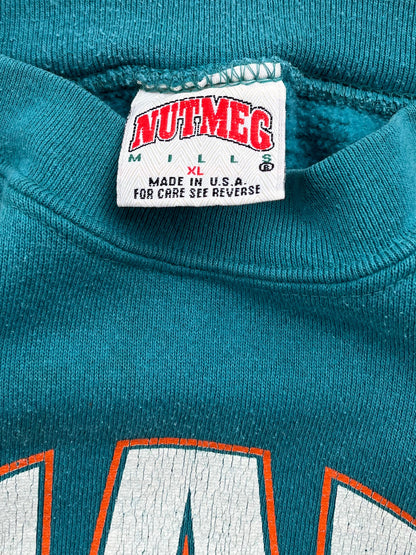 NUTMEG
MILLS
XL ®
MADE IN U.S.A.
FOR CARE SEE REVERSE